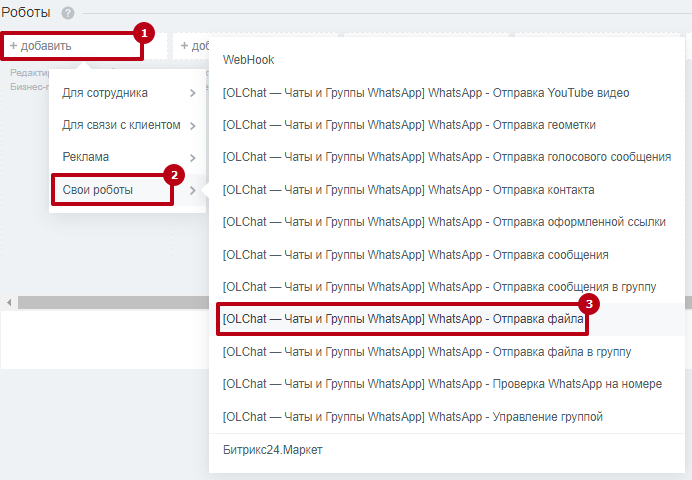 Роботы ?
+ добавить
1
+ доб
Редактир
Бизнес-п
Для сотрудника
Для связи с клиентом
Реклама
Свои роботы
2
WebHook
[OLChat — Чаты и Группы WhatsApp] WhatsApp - Отправка YouTube видео
[OLChat — Чаты и Группы WhatsApp] WhatsApp - Отправка геометки
[OLChat — Чаты и Группы WhatsApp] WhatsApp - Отправка голосового сообщения
[OLChat — Чаты и Группы WhatsApp] WhatsApp - Отправка контакта
[OLChat — Чаты и Группы WhatsApp] WhatsApp - Отправка оформленной ссылки
[OLChat — Чаты и Группы WhatsApp] WhatsApp - Отправка сообщения
[OLChat — Чаты и Группы WhatsApp] WhatsApp - Отправка сообщения в группу
[OLChat — Чаты и Группы WhatsApp] WhatsApp - Отправка файла
3
[OLChat — Чаты и Группы WhatsApp] WhatsApp - Отправка файла в группу
[OLChat — Чаты и Группы WhatsApp] WhatsApp - Проверка WhatsApp на номере
[OLChat — Чаты и Группы WhatsApp] WhatsApp - Управление группой
Битрикс24.Маркет